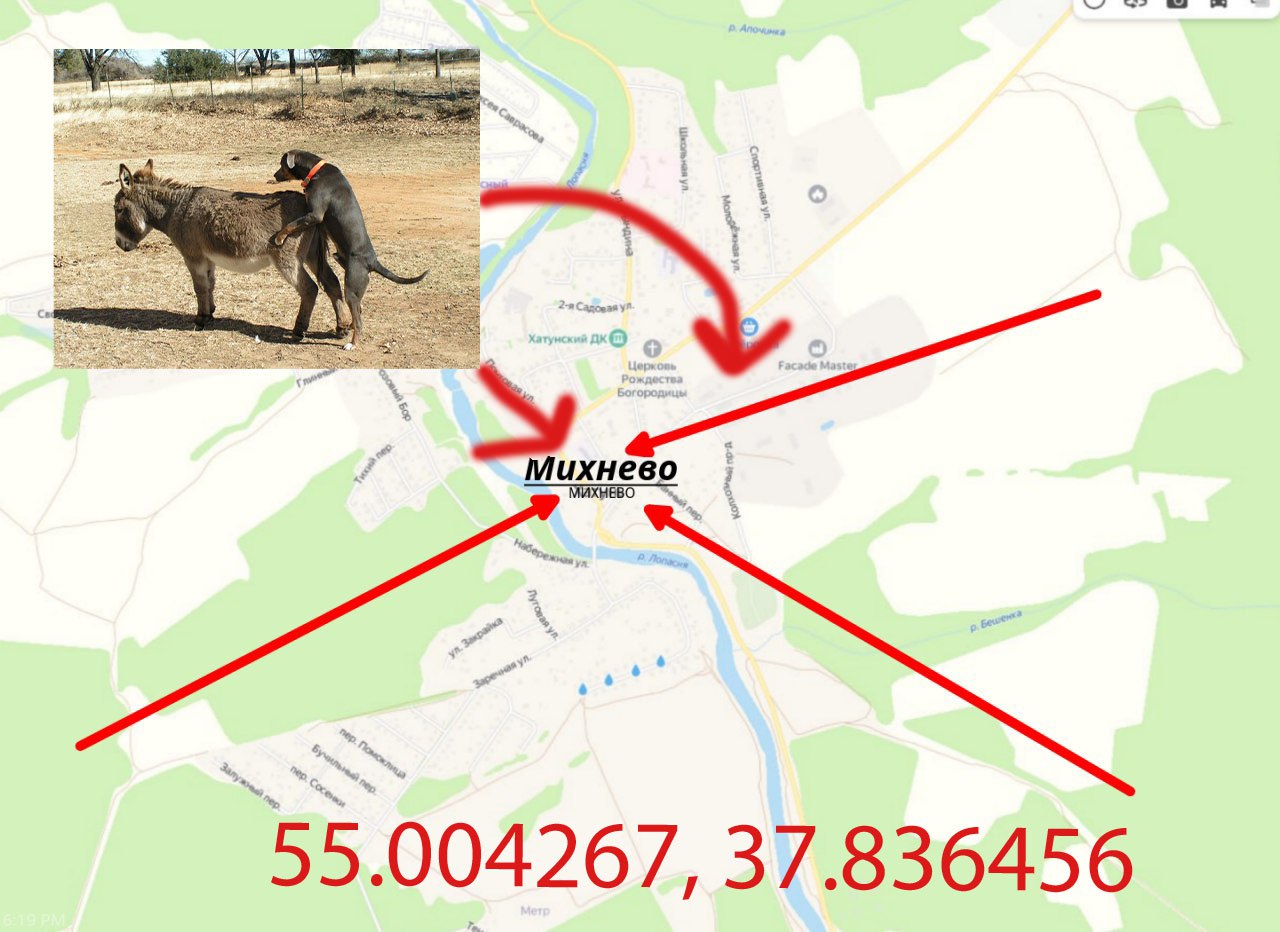 р. Апочинка
Лопасня
Школьная ул.
Спортивная ул.
Молодёжная ул.
2-я Садовая ул.
Хатунский ДК
Церковь
Рождества
Богородицы
Facade Master
Тихий пер.
Михнево
МИХНЕВО
Набережная ул.
р. Лопасня
Луговая ул.
ул. Закрайка
Заречная ул.
р. Бешенка
пер. Помоклица
Бучильный пер.
пер. Сосенки
Залужный пер.
55.004267, 37.836456
Метр
6:19 PM